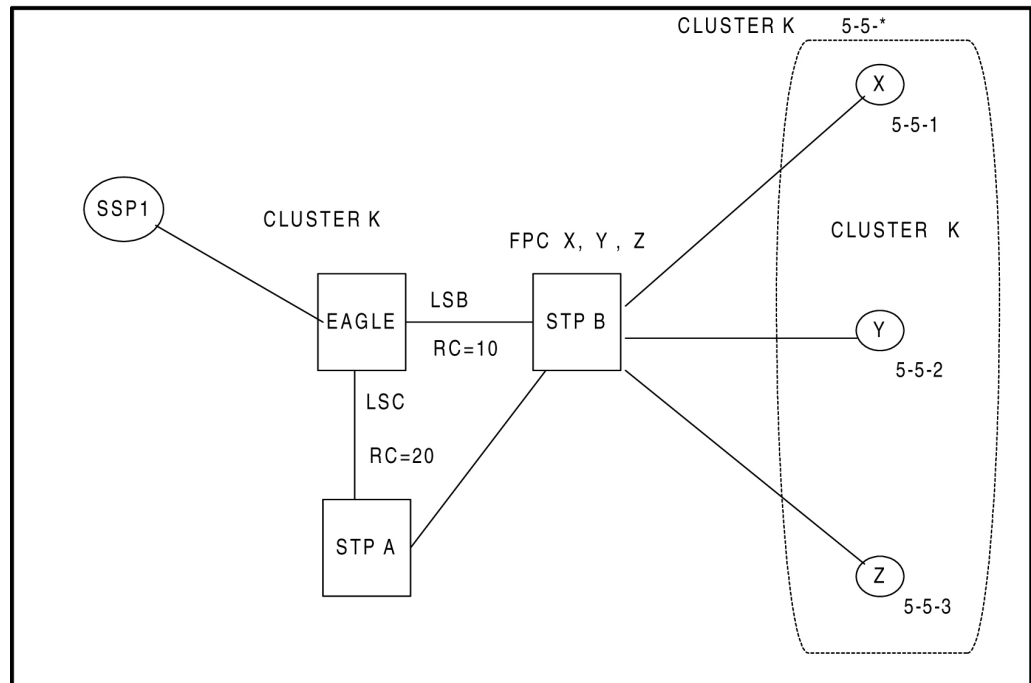 CLUSTER K 5-5-*
X
5-5-1
SSP1
CLUSTER K
CLUSTER K
FPC X, Y, Z
LSB
EAGLE
STP B
RC=10
Y
5-5-2
LSC
RC=20
STP A
Z
5-5-3